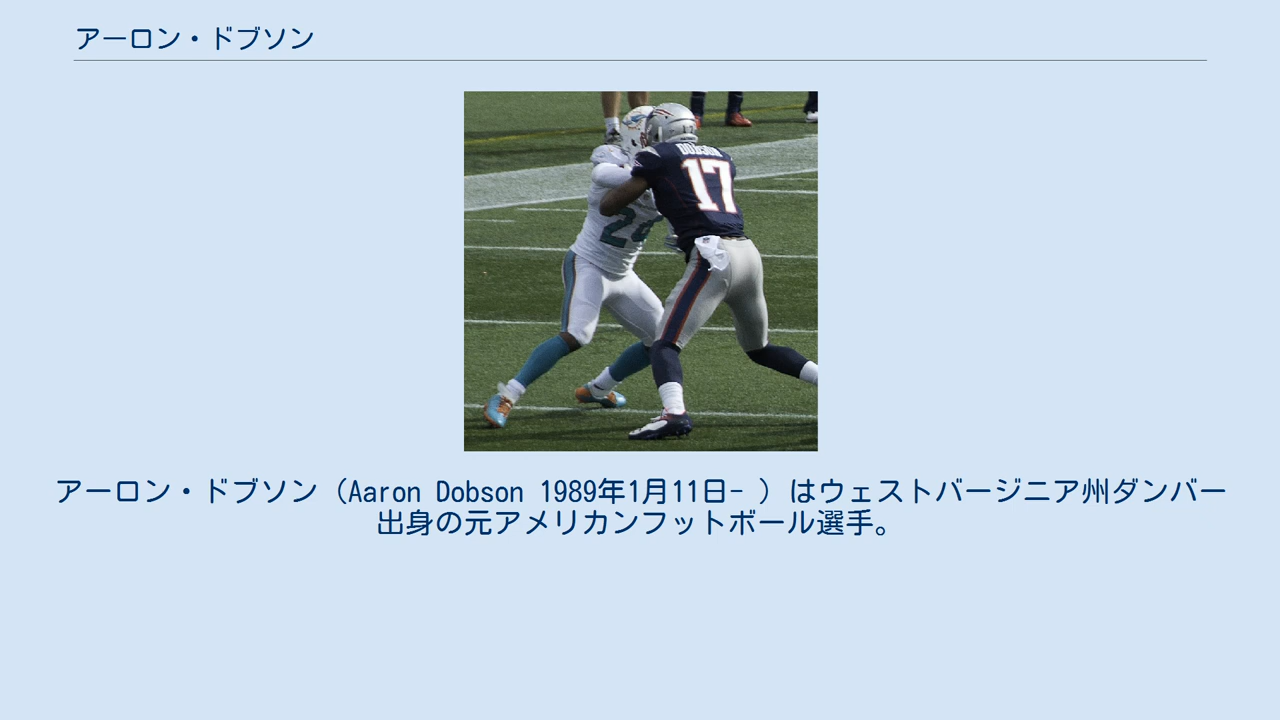 アーロン・ドブソン
DOBSON
17
アーロン・ドブソン（Aaron Dobson 1989年1月11日- ）はウェストバージニア州ダンバー
出身の元アメリカンフットボール選手。